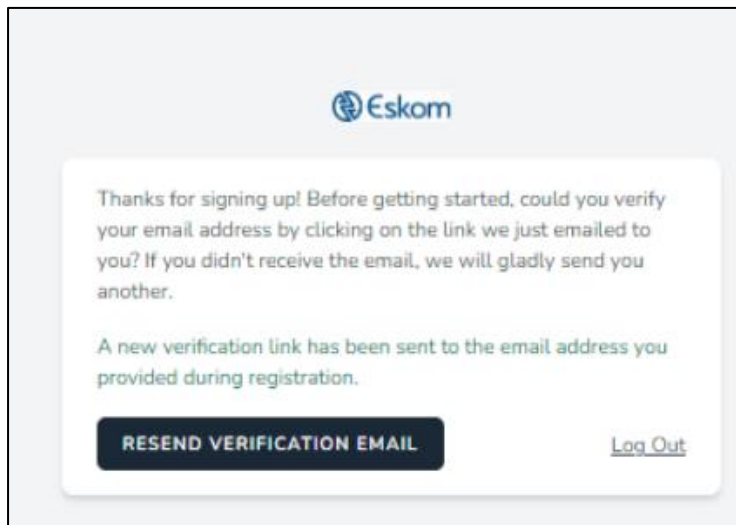 Eskom
Thanks for signing up! Before getting started, could you verify
your email address by clicking on the link we just emailed to
you? If you didn't receive the email, we will gladly send you
another.
A new verification link has been sent to the email address you
provided during registration.
RESEND VERIFICATION EMAIL
Log Out